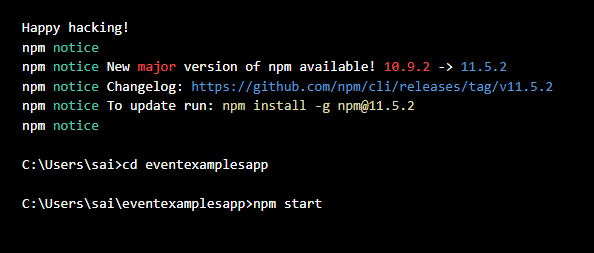 Happy hacking!
npm notice
npm notice New major version of npm available! 10.9.2 -> 11.5.2
npm notice Changelog: https://github.com/npm/cli/releases/tag/v11.5.2
npm notice To update run: npm install -g npm@11.5.2
npm notice
C:\Users\sai>cd eventexamplesapp
C:\Users\sai\eventexamplesapp>npm start